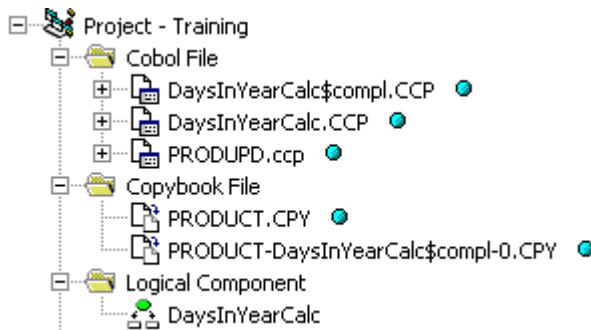 Project - Training
Cobol File
DaysInYearCalc$compl.CCP
DaysInYearCalc.CCP
PRODUPD.ccp
Copybook File
PRODUCT.CPY
PRODUCT-DaysInYearCalc$compl-0.CPY
Logical Component
DaysInYearCalc